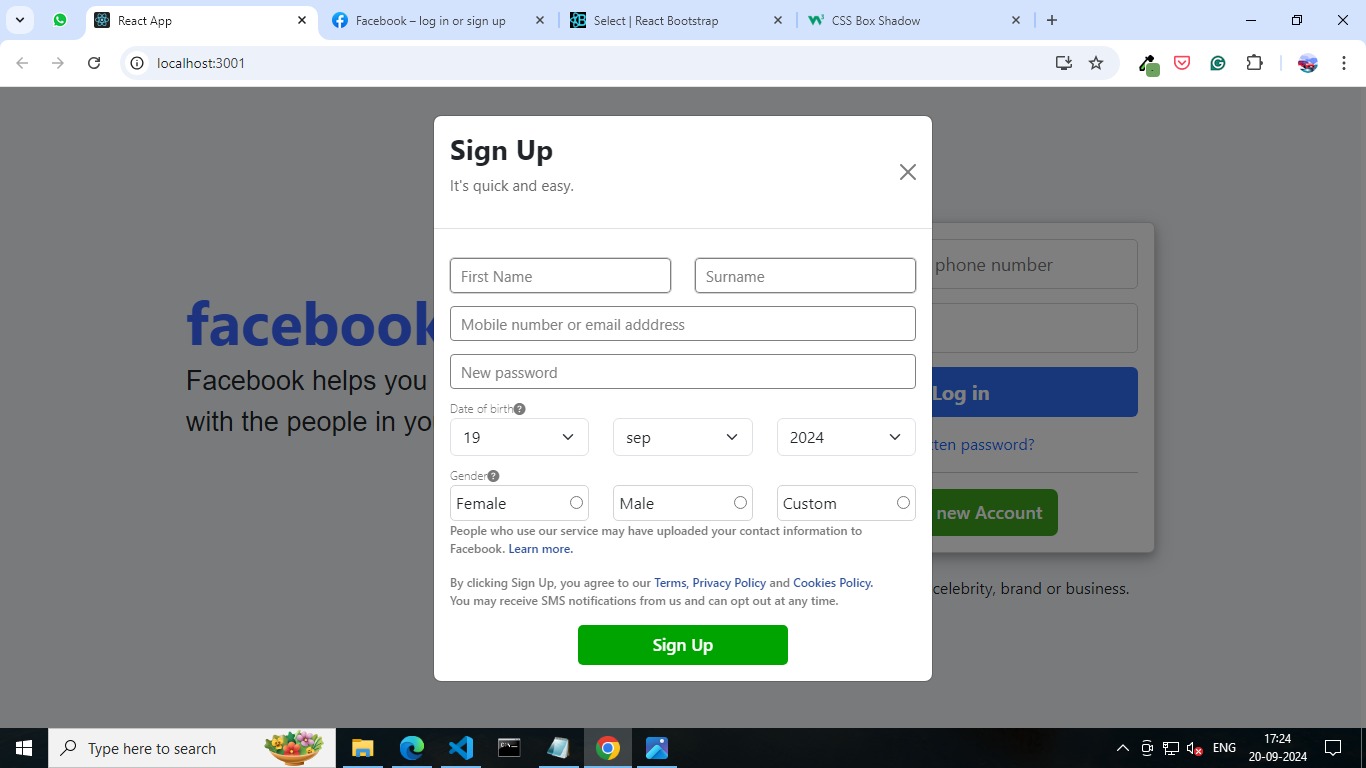 React App
Facebook – log in or sign up
Select | React Bootstrap
CSS Box Shadow
localhost:3001
Sign Up
It's quick and easy.
First Name
Surname
phone number
Mobile number or email adddress
facebook
New password
Facebook helps you
Log in
with the people in yo
Date of birth
19
sep
2024
ten password?
Gender
Female
Male
Custom
new Account
People who use our service may have uploaded your contact information to
Facebook. Learn more.
By clicking Sign Up, you agree to our Terms, Privacy Policy and Cookies Policy.
celebrity, brand or business.
You may receive SMS notifications from us and can opt out at any time.
Sign Up
Type here to search
ENG
17:24
20-09-2024